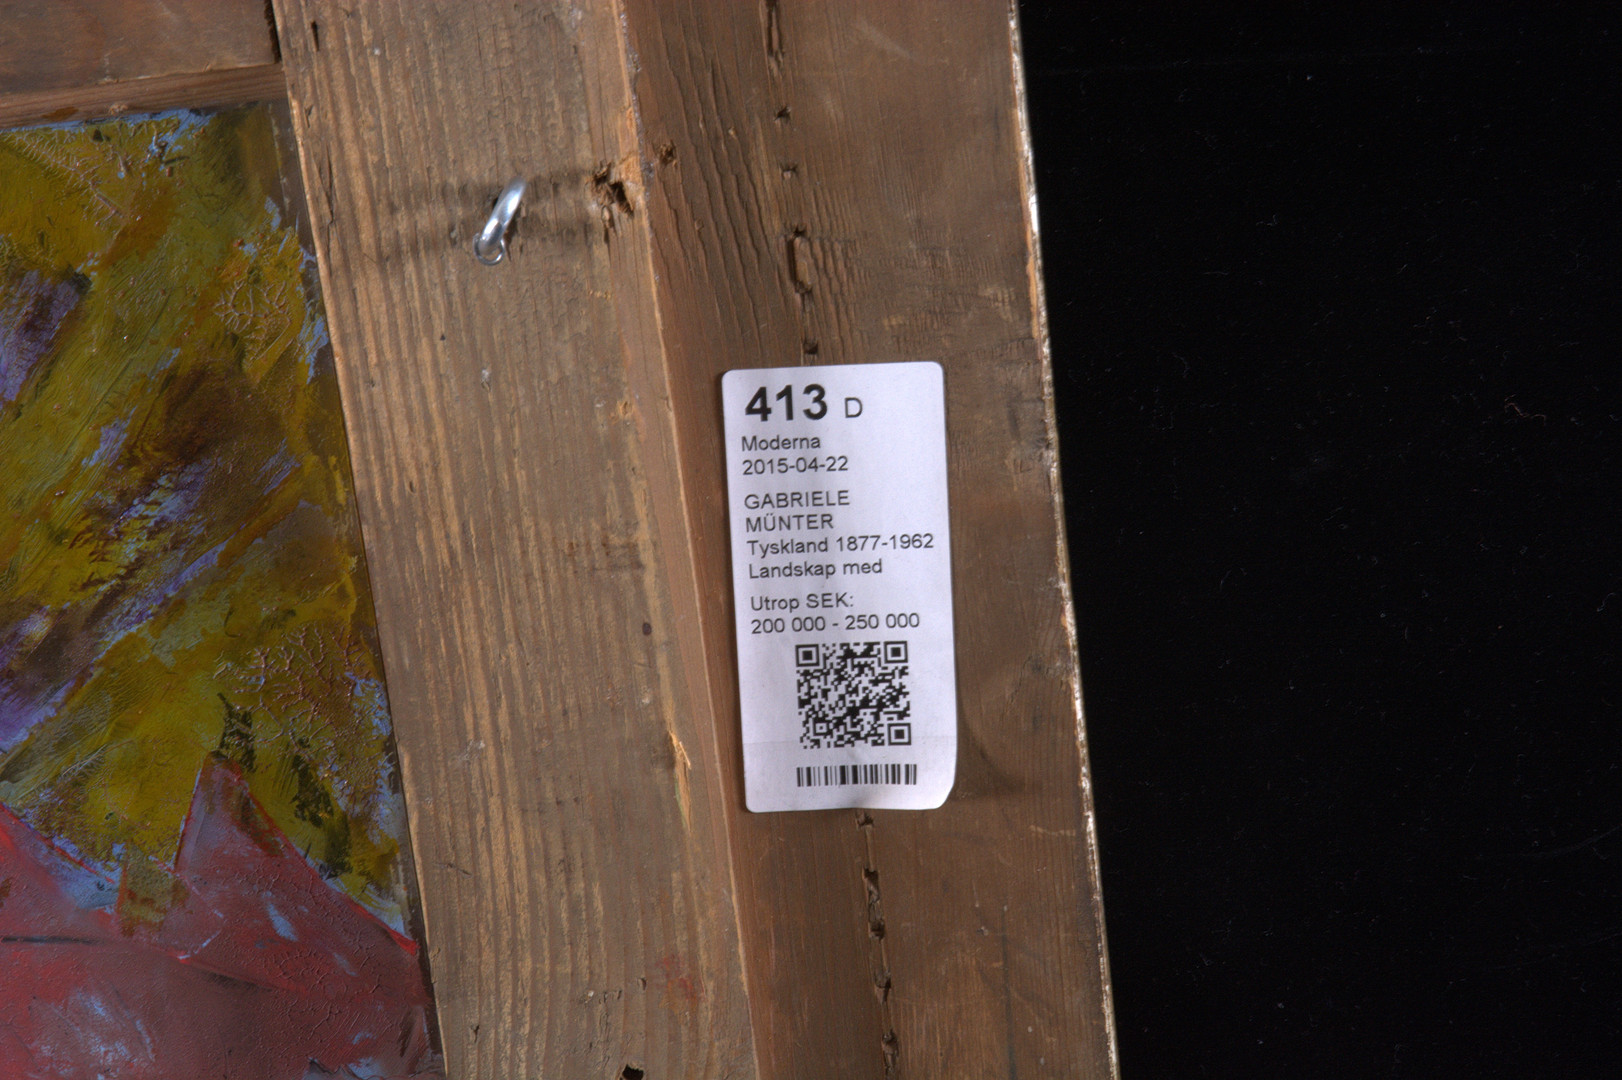 413 D
Moderna
2015-04-22
GABRIELE
MÜNTER
Tyskland 1877-1962
Landskap med
Utrop SEK:
200 000 - 250 000